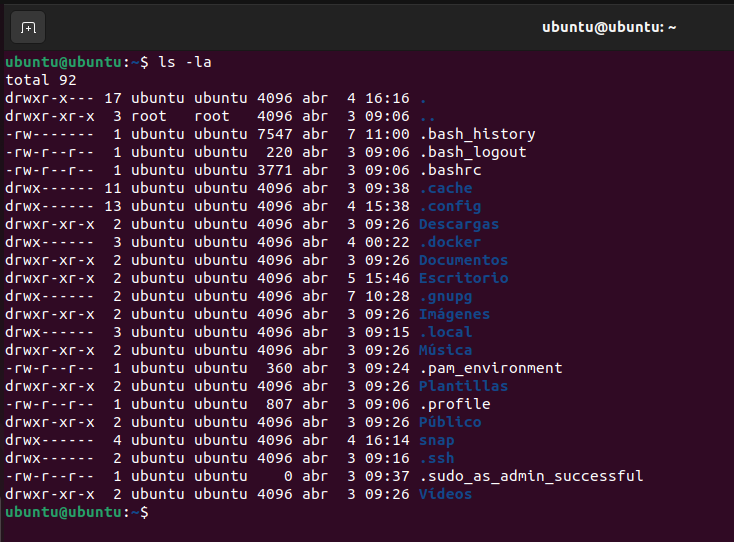 ubuntu@ubuntu: ~
ubuntu@ubuntu:~$ ls -la
total 92
drwxr-x--- 17 ubuntu ubuntu 4096 abr  4 16:16 .
drwxr-xr-x  3 root   root   4096 abr  3 09:06 ..
-rw-------  1 ubuntu ubuntu 7547 abr  7 11:00 .bash_history
-rw-r--r--  1 ubuntu ubuntu  220 abr  3 09:06 .bash_logout
-rw-r--r--  1 ubuntu ubuntu 3771 abr  3 09:06 .bashrc
drwx------ 11 ubuntu ubuntu 4096 abr  3 09:38 .cache
drwx------ 13 ubuntu ubuntu 4096 abr  4 15:38 .config
drwxr-xr-x  2 ubuntu ubuntu 4096 abr  3 09:26 Descargas
drwx------  3 ubuntu ubuntu 4096 abr  4 00:22 .docker
drwxr-xr-x  2 ubuntu ubuntu 4096 abr  3 09:26 Documentos
drwxr-xr-x  2 ubuntu ubuntu 4096 abr  5 15:46 Escritorio
drwx------  2 ubuntu ubuntu 4096 abr  7 10:28 .gnupg
drwxr-xr-x  2 ubuntu ubuntu 4096 abr  3 09:26 Imágenes
drwx------  3 ubuntu ubuntu 4096 abr  3 09:15 .local
drwxr-xr-x  2 ubuntu ubuntu 4096 abr  3 09:26 Música
-rw-r--r--  1 ubuntu ubuntu  360 abr  3 09:24 .pam_environment
drwxr-xr-x  2 ubuntu ubuntu 4096 abr  3 09:26 Plantillas
-rw-r--r--  1 ubuntu ubuntu  807 abr  3 09:06 .profile
drwxr-xr-x  2 ubuntu ubuntu 4096 abr  3 09:26 Público
drwx------  4 ubuntu ubuntu 4096 abr  4 16:14 snap
drwx------  2 ubuntu ubuntu 4096 abr  3 09:16 .ssh
-rw-r--r--  1 ubuntu ubuntu    0 abr  3 09:37 .sudo_as_admin_successful
drwxr-xr-x  2 ubuntu ubuntu 4096 abr  3 09:26 Vídeos
ubuntu@ubuntu:~$